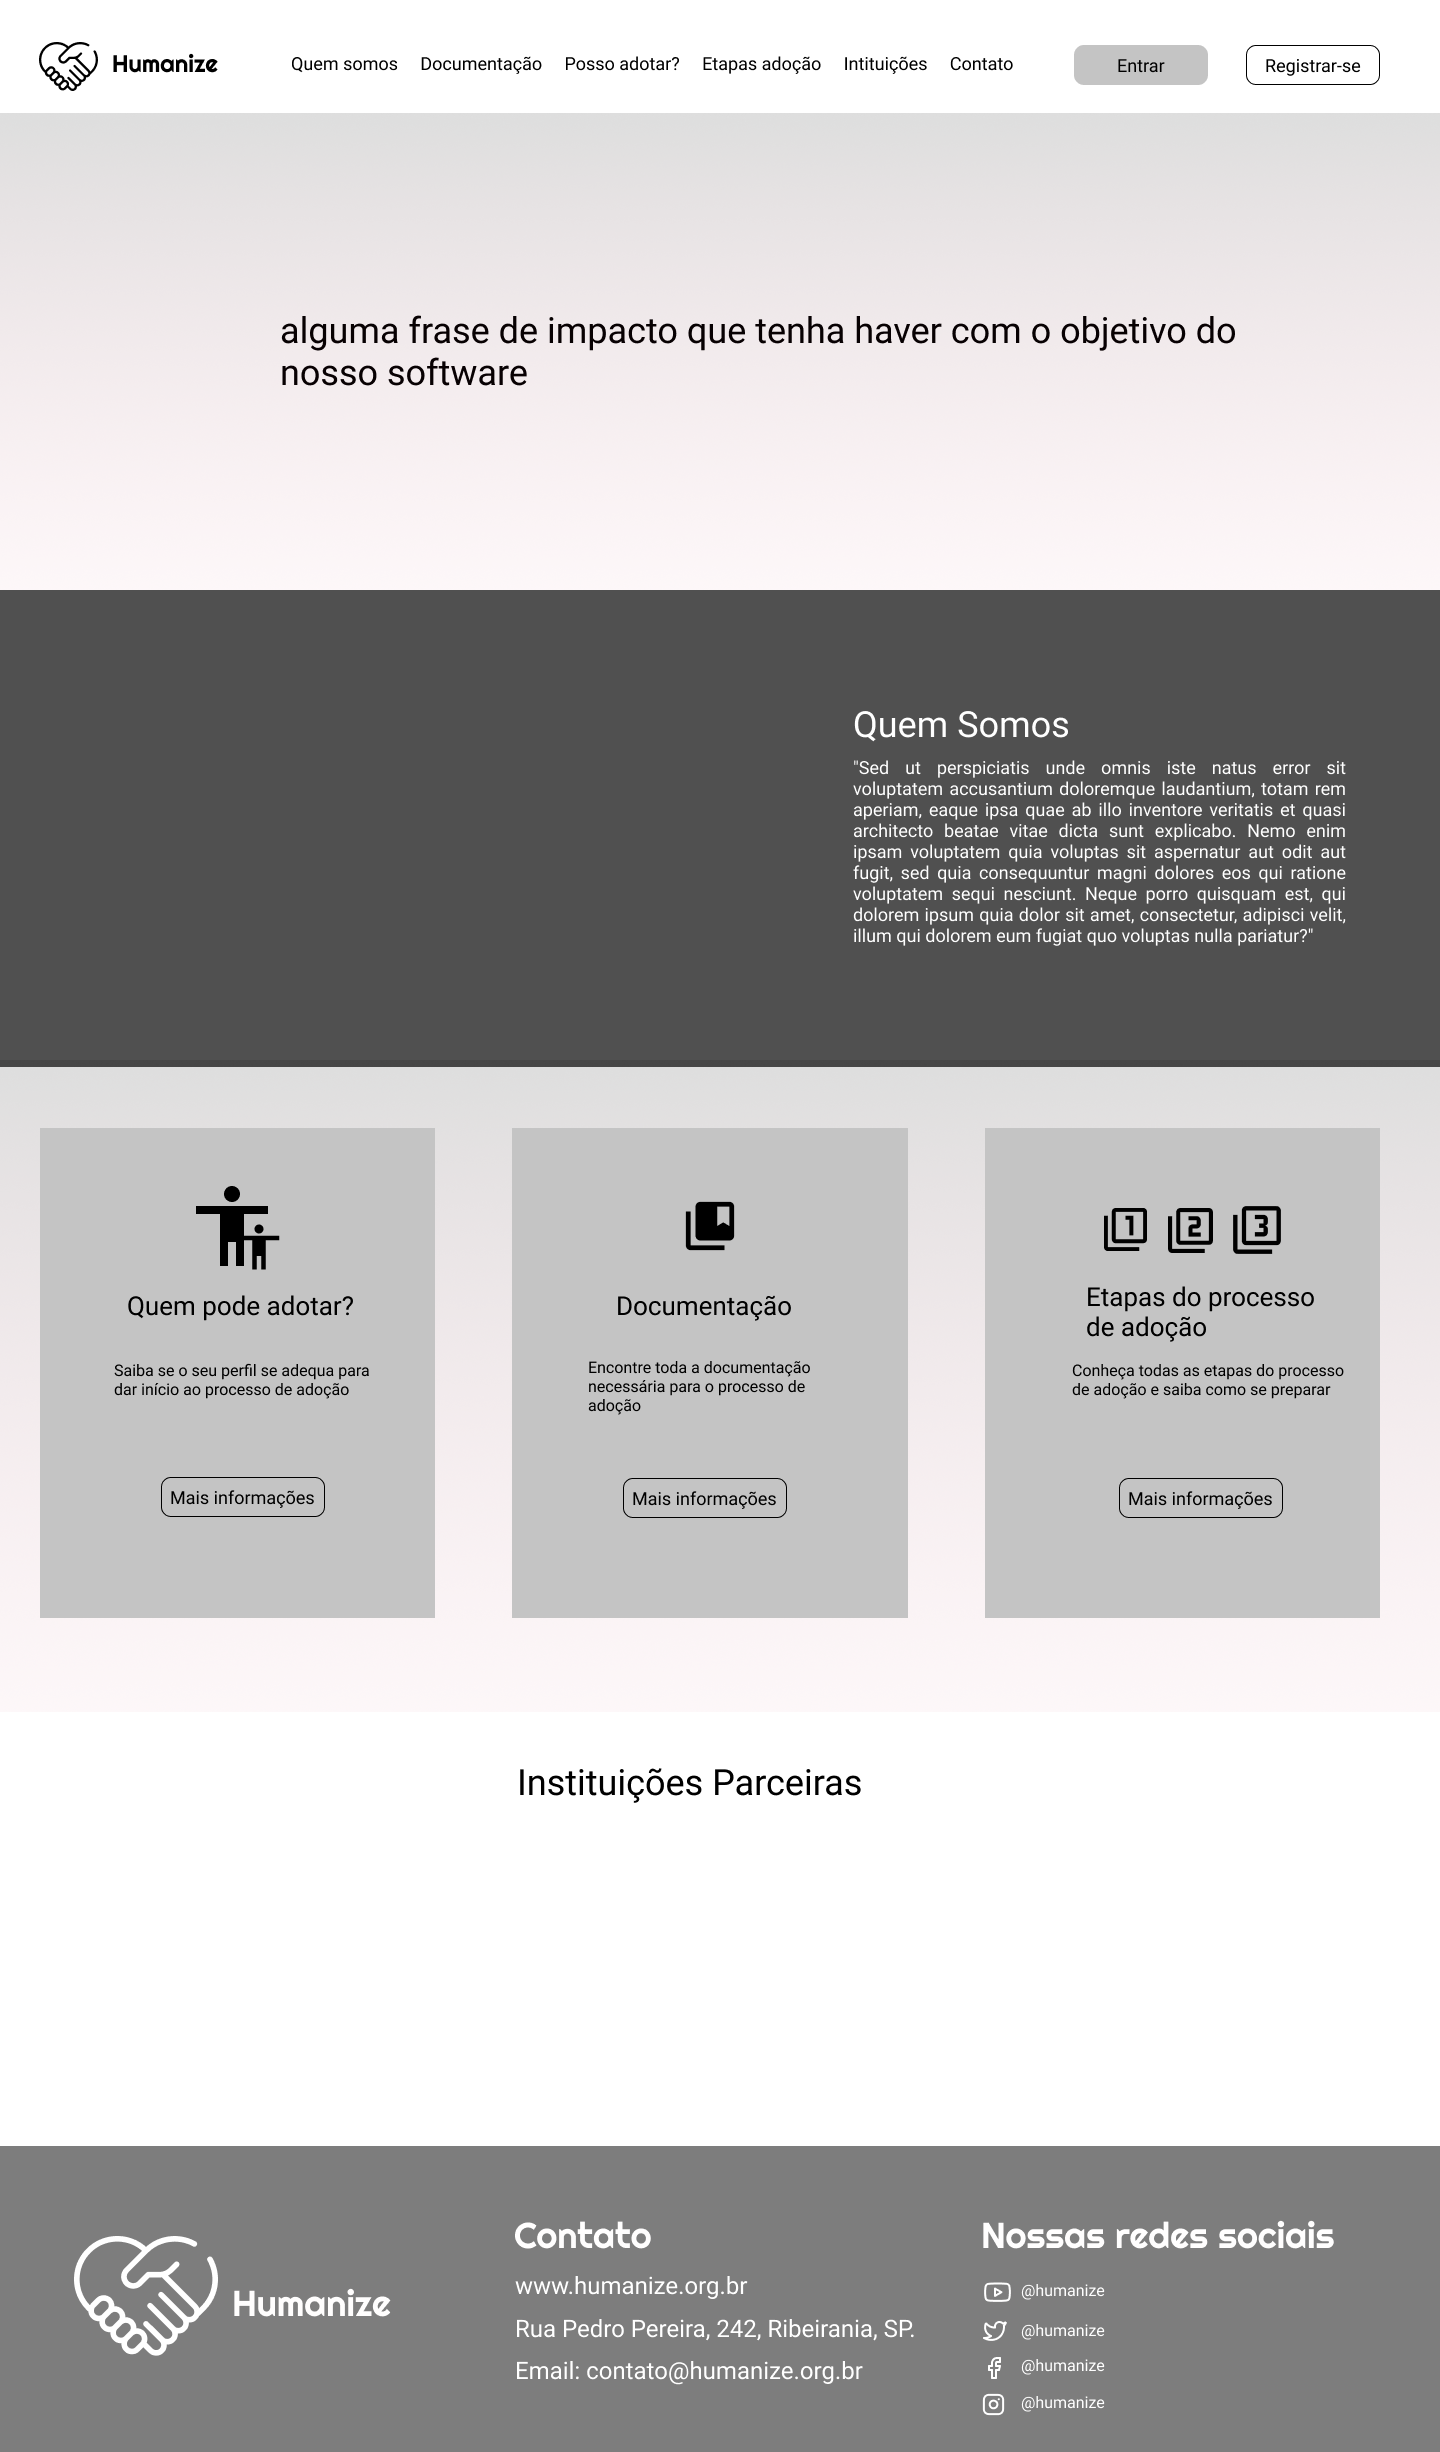 Humanize
Quem somos Documentação Posso adotar? Etapas adoção Intituições Contato
Entrar
Registrar-se
alguma frase de impacto que tenha haver com o objetivo do
nosso software
Quem Somos
"Sed ut perspiciatis unde omnis iste natus error sit
voluptatem accusantium doloremque laudantium, totam rem
aperiam, eaque ipsa quae ab illo inventore veritatis et quasi
architecto beatae vitae dicta sunt explicabo. Nemo enim
ipsam voluptatem quia voluptas sit aspernatur aut odit aut
fugit, sed quia consequuntur magni dolores eos qui ratione
voluptatem sequi nesciunt. Neque porro quisquam est, qui
dolorem ipsum quia dolor sit amet, consectetur, adipisci velit,
illum qui dolorem eum fugiat quo voluptas nulla pariatur?"
Quem pode adotar?
Saiba se o seu perfil se adequa para
dar início ao processo de adoção
Mais informações
Documentação
Encontre toda a documentação
necessária para o processo de
adoção
Mais informações
1 2 3
Etapas do processo
de adoção
Conheça todas as etapas do processo
de adoção e saiba como se preparar
Mais informações
Instituições Parceiras
Humanize
Contato
www.humanize.org.br
Rua Pedro Pereira, 242, Ribeirania, SP.
Email: contato@humanize.org.br
Nossas redes sociais
@humanize
@humanize
@humanize
@humanize